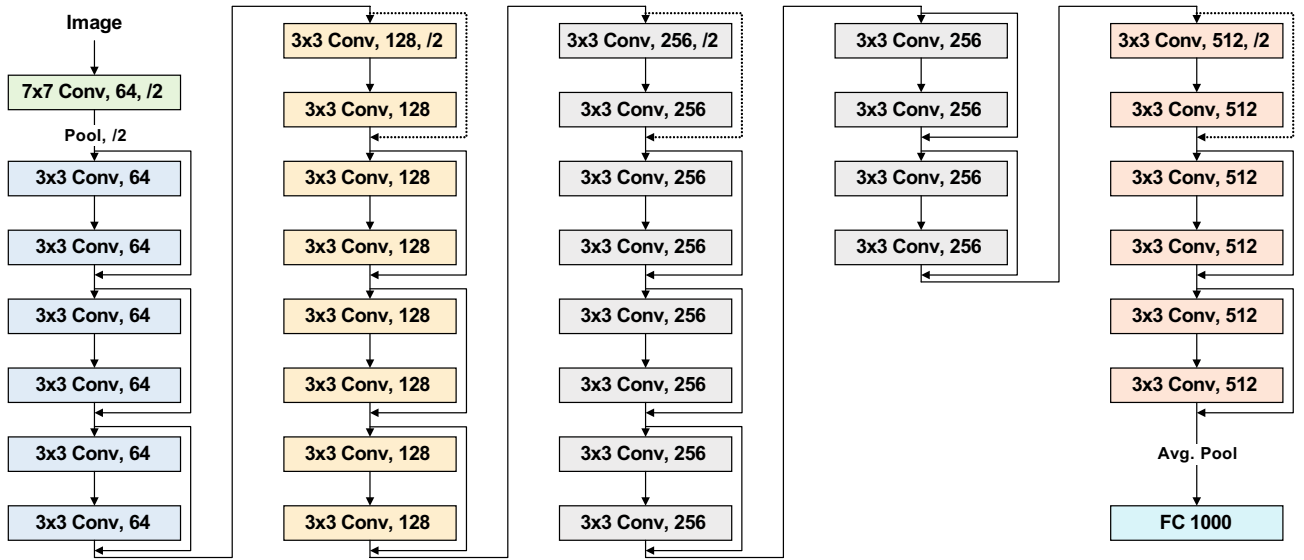 Image
7x7 Conv, 64, /2
Pool, /2
3x3 Conv, 64
3x3 Conv, 64
3x3 Conv, 64
3x3 Conv, 64
3x3 Conv, 64
3x3 Conv, 64
3x3 Conv, 128, /2
3x3 Conv, 128
3x3 Conv, 128
3x3 Conv, 128
3x3 Conv, 128
3x3 Conv, 128
3x3 Conv, 128
3x3 Conv, 128
3x3 Conv, 256, /2
3x3 Conv, 256
3x3 Conv, 256
3x3 Conv, 256
3x3 Conv, 256
3x3 Conv, 256
3x3 Conv, 256
3x3 Conv, 256
3x3 Conv, 256
3x3 Conv, 256
3x3 Conv, 256
3x3 Conv, 256
3x3 Conv, 512, /2
3x3 Conv, 512
3x3 Conv, 512
3x3 Conv, 512
3x3 Conv, 512
3x3 Conv, 512
Avg. Pool
FC 1000